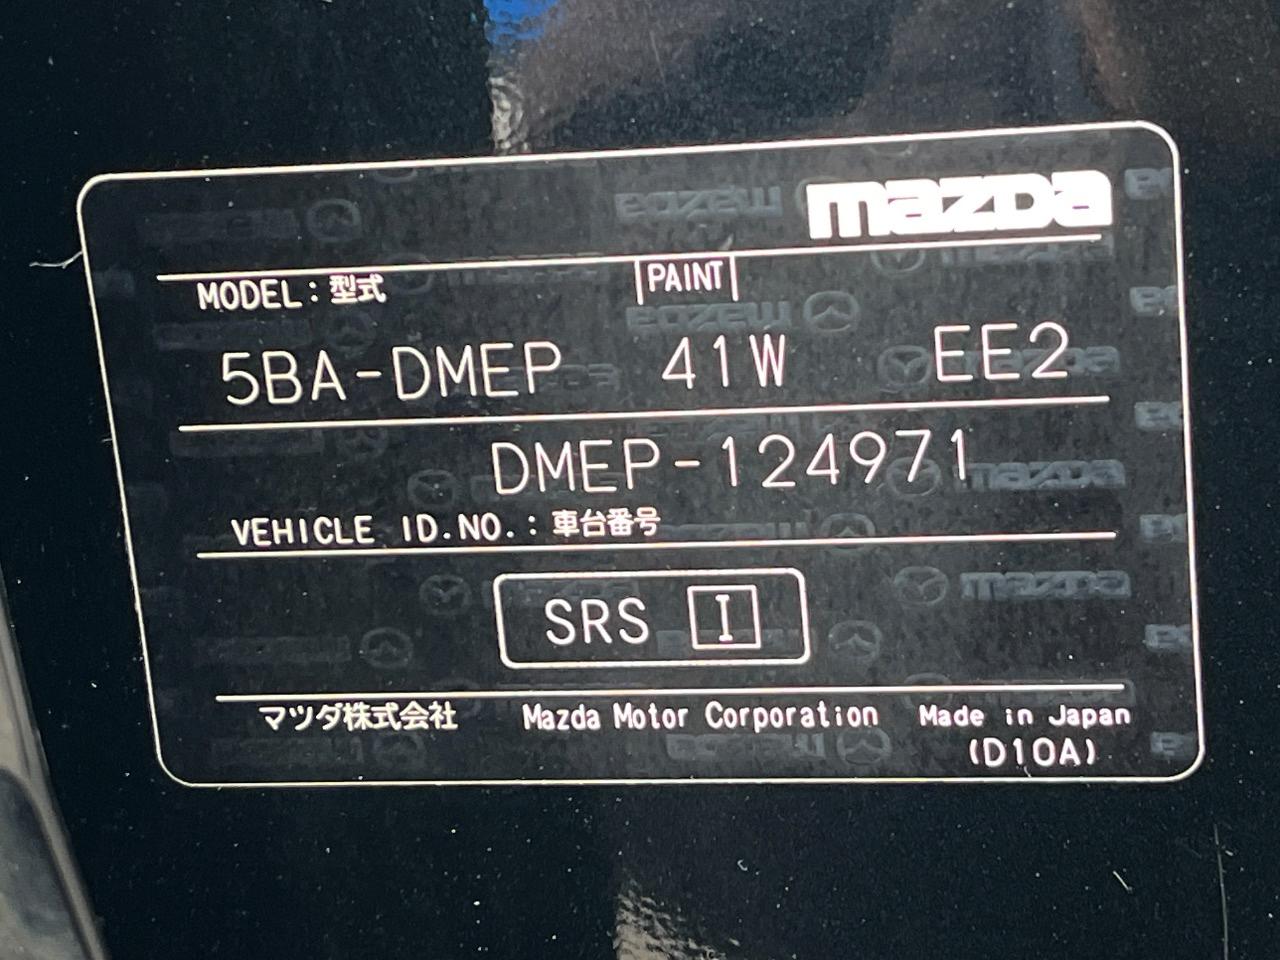 mazda
MODEL：型式 PAINT
5BA-DMEP 41W EE2
DMEP-124971
VEHICLE ID.NO.：車台番号
SRS I
マツダ株式会社 Mazda Motor Corporation Made in Japan
(D10A)